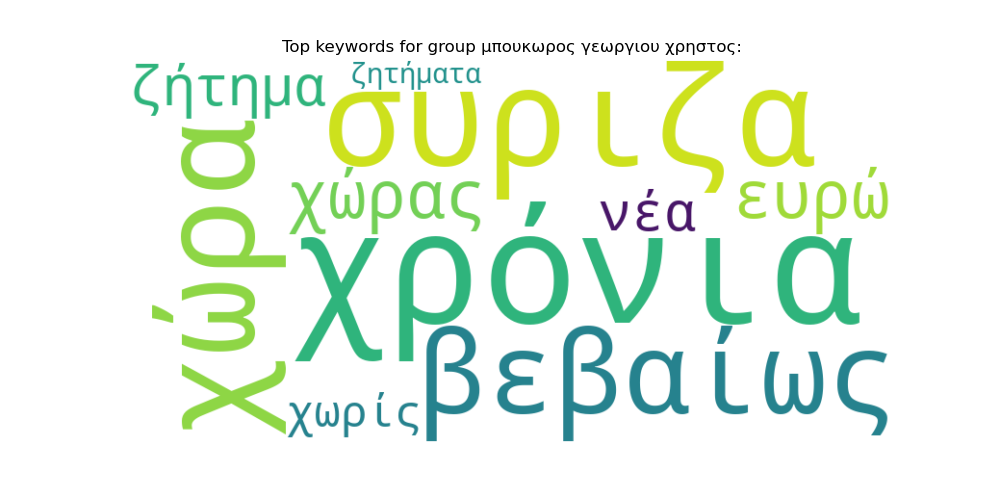 Top keywords for group μπουκωρος γεωργιου χρηστος:
ζήτημα
ζητήματα
συριζα
χώρα
χώρας
νέα
ευρώ
χρόνια
βεβαίως
χωρίς